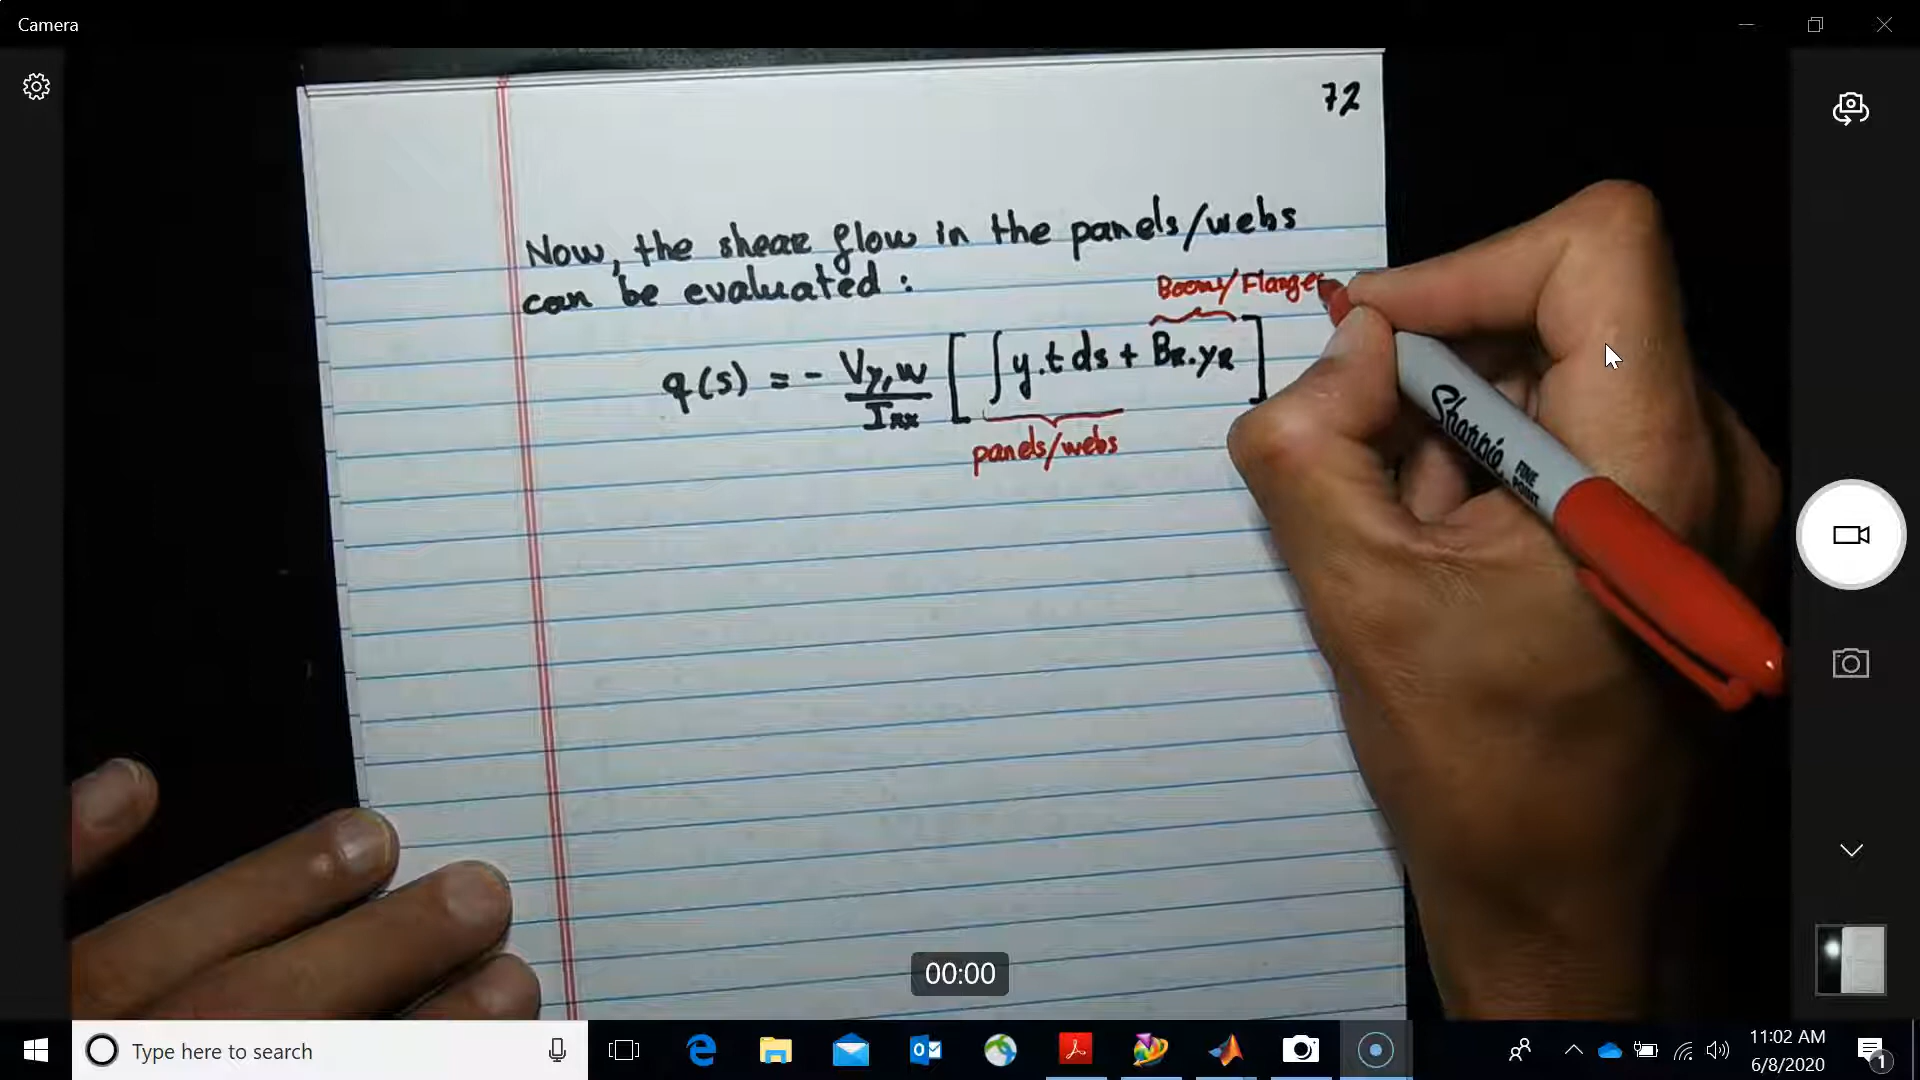 Camera
72
Now, the shear flow in the panels/webs
can be evaluated :
Booms/Flanges
q(s) = - Vy,w / Ixx [ ∫ y.t ds + BR.yR ]
panels/webs
Sharpie
FINE
POINT
00:00
Type here to search
11:02 AM
6/8/2020
1